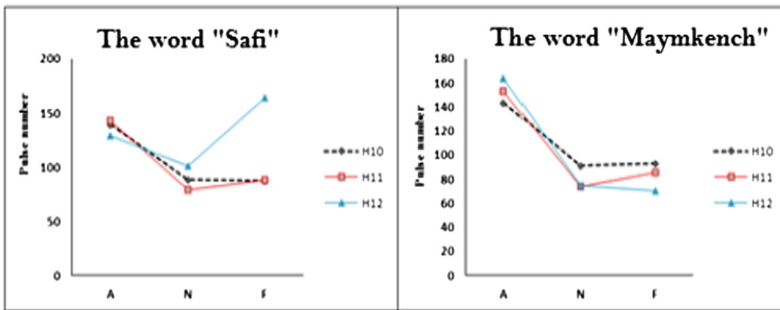 The word "Safi"
Pulse number
200
150
100
50
0
A N F
H10
H11
H12
The word "Maymkench"
Pulse number
180
160
140
120
100
80
60
40
20
0
A N F
H10
H11
H12